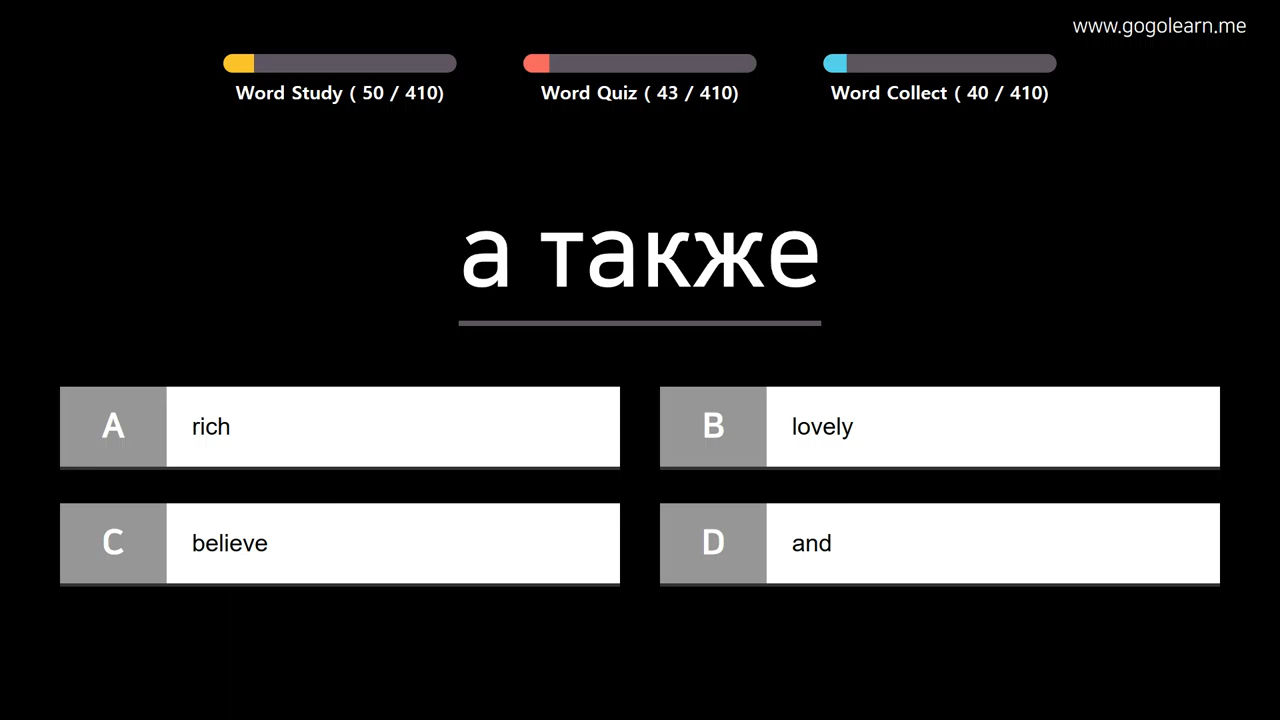 www.gogolearn.me
Word Study ( 50 / 410)
Word Quiz ( 43 / 410)
Word Collect ( 40 / 410)
а также
A rich
B lovely
C believe
D and